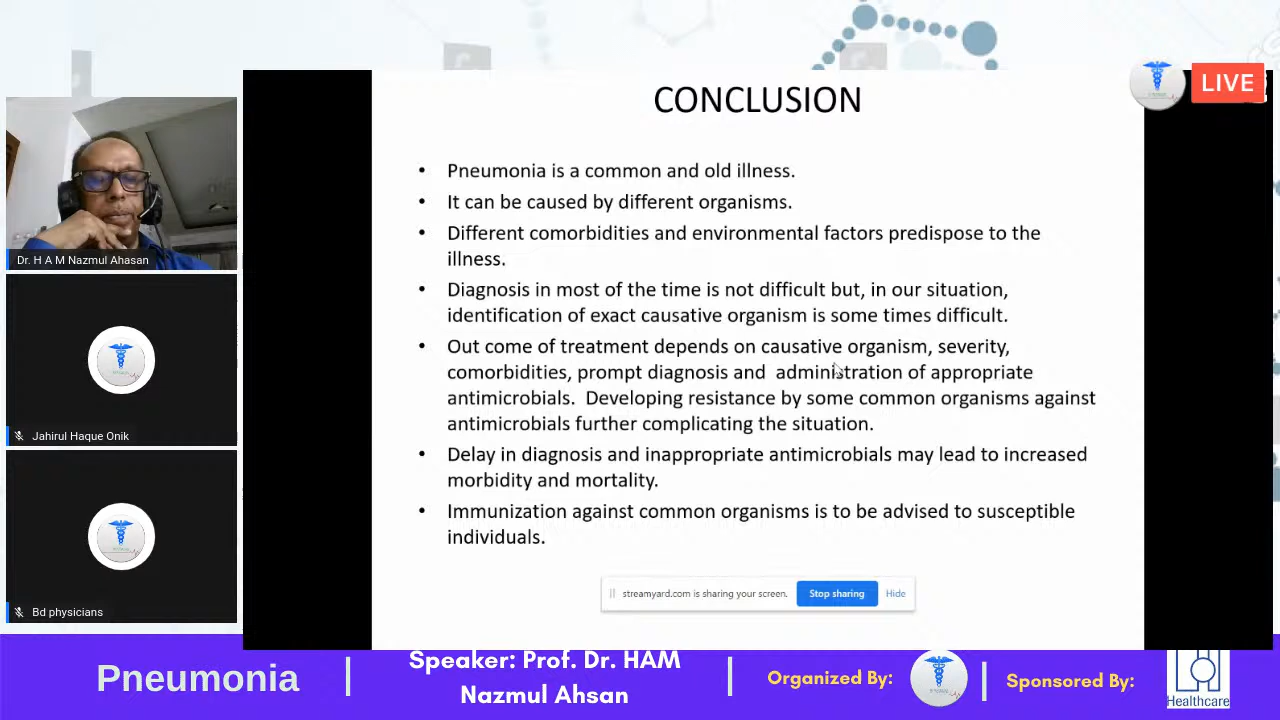 LIVE
CONCLUSION
• Pneumonia is a common and old illness.
• It can be caused by different organisms.
• Different comorbidities and environmental factors predispose to the
illness.
• Diagnosis in most of the time is not difficult but, in our situation,
identification of exact causative organism is some times difficult.
• Out come of treatment depends on causative organism, severity,
comorbidities, prompt diagnosis and administration of appropriate
antimicrobials. Developing resistance by some common organisms against
antimicrobials further complicating the situation.
• Delay in diagnosis and inappropriate antimicrobials may lead to increased
morbidity and mortality.
• Immunization against common organisms is to be advised to susceptible
individuals.
streamyard.com is sharing your screen. Stop sharing Hide
Dr. H A M Nazmul Ahasan
Jahirul Haque Onik
Bd physicians
Pneumonia
Speaker: Prof. Dr. HAM
Nazmul Ahsan
Organized By:
Sponsored By:
Healthcare